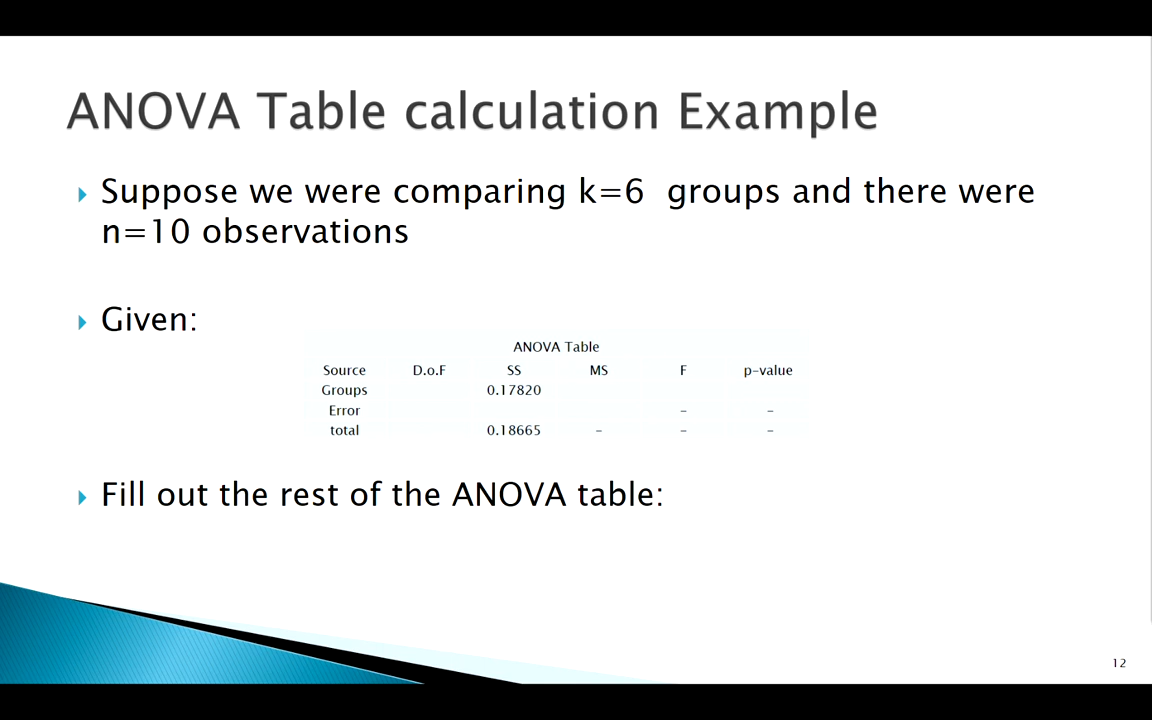 ANOVA Table calculation Example
Suppose we were comparing k=6 groups and there were
n=10 observations
Given:
ANOVA Table
Source D.o.F SS MS F p-value
Groups 0.17820
Error – –
total 0.18665 – – –
Fill out the rest of the ANOVA table:
12